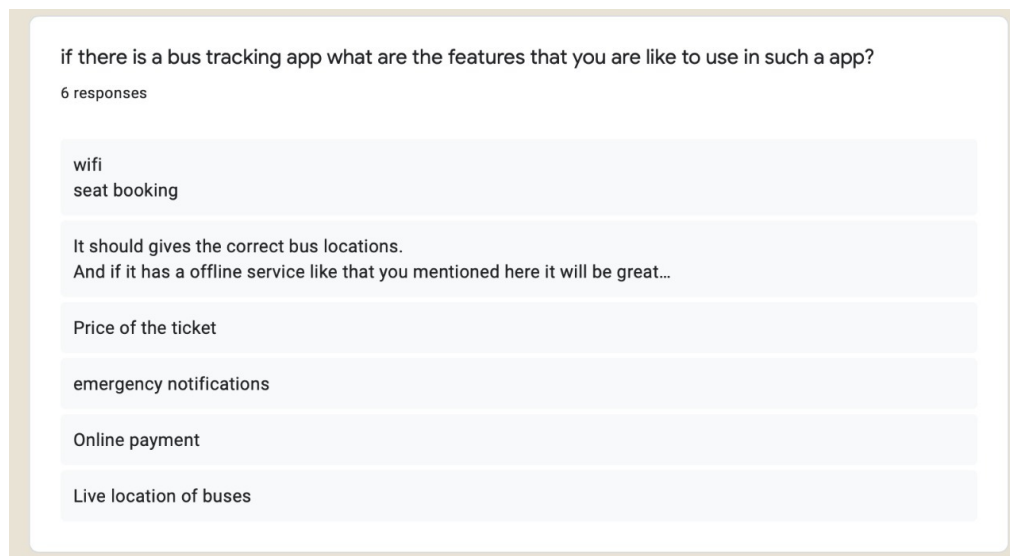 if there is a bus tracking app what are the features that you are like to use in such a app?
6 responses
wifi
seat booking
It should gives the correct bus locations.
And if it has a offline service like that you mentioned here it will be great...
Price of the ticket
emergency notifications
Online payment
Live location of buses